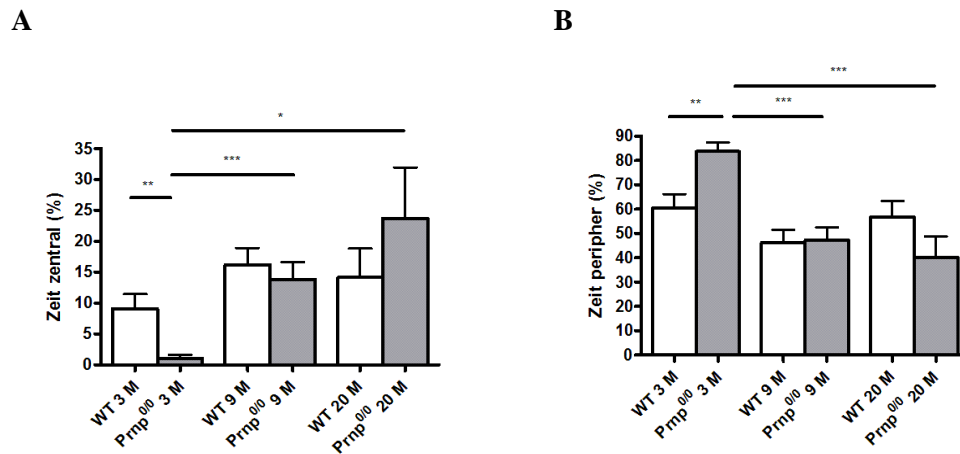 A
B
*
***
**
35
30
25
20
15
10
5
0
Zeit zentral (%)
WT 3 M
Prnp0/0 3 M
WT 9 M
Prnp0/0 9 M
WT 20 M
Prnp0/0 20 M
***
**
***
90
80
70
60
50
40
30
20
10
0
Zeit peripher (%)
WT 3 M
Prnp0/0 3 M
WT 9 M
Prnp0/0 9 M
WT 20 M
Prnp0/0 20 M